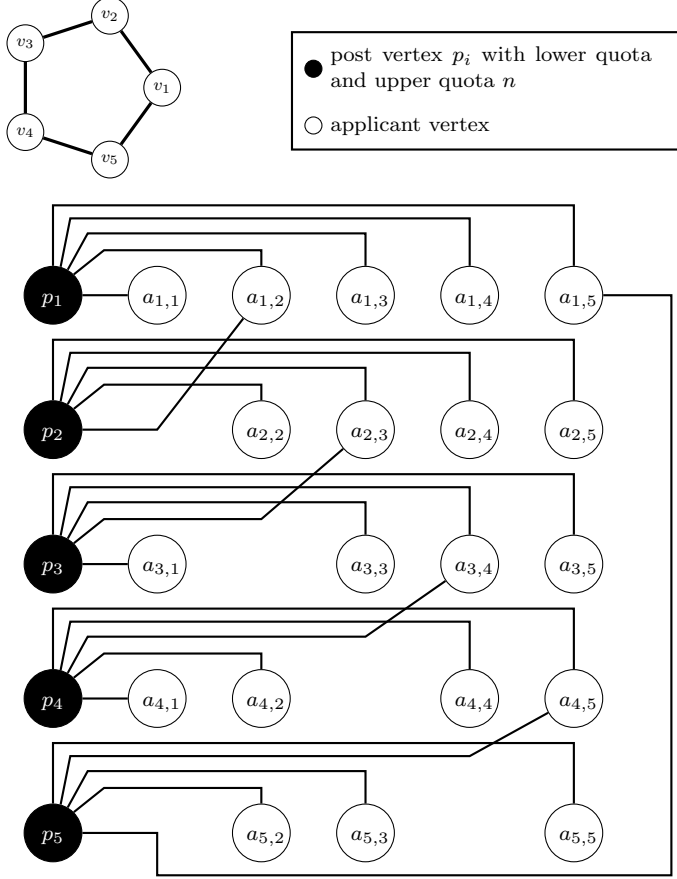 v₂
v₃
v₁
v₄
v₅
post vertex pᵢ with lower quota
and upper quota n
applicant vertex
p₁ a₁,₁ a₁,₂ a₁,₃ a₁,₄ a₁,₅
p₂ a₂,₂ a₂,₃ a₂,₄ a₂,₅
p₃ a₃,₁ a₃,₃ a₃,₄ a₃,₅
p₄ a₄,₁ a₄,₂ a₄,₄ a₄,₅
p₅ a₅,₂ a₅,₃ a₅,₅